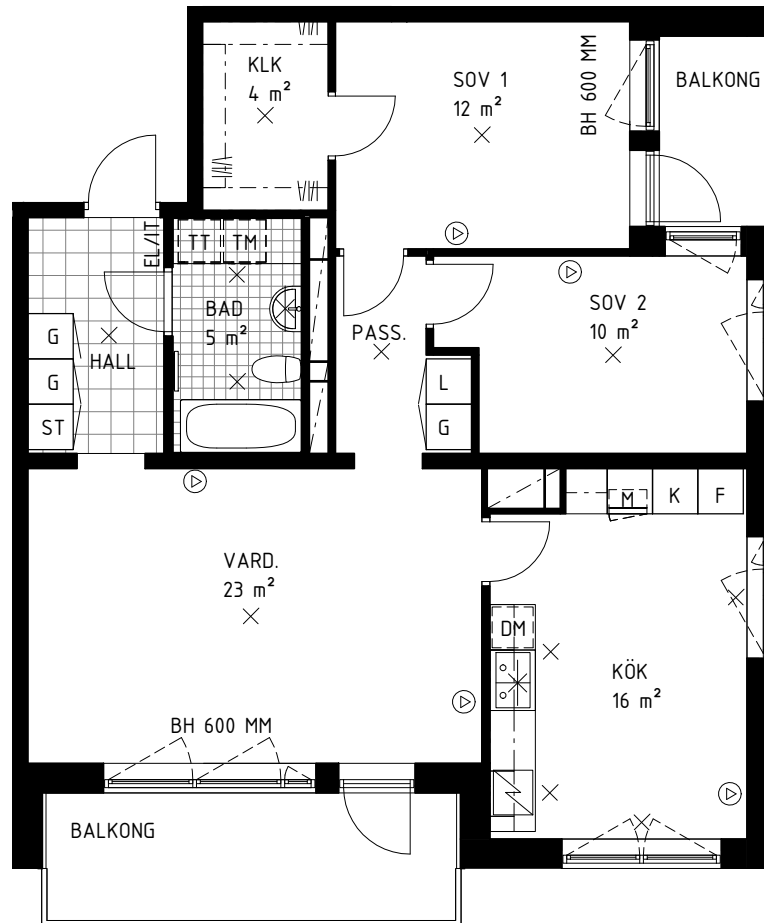 KLK
4 m²
SOV 1
12 m²
BH 600 MM
BALKONG
EL/IT
TT
TM
BAD
5 m²
SOV 2
10 m²
PASS.
G
HALL
G
ST
L
G
M
K
F
VARD.
23 m²
DM
KÖK
16 m²
BH 600 MM
BALKONG